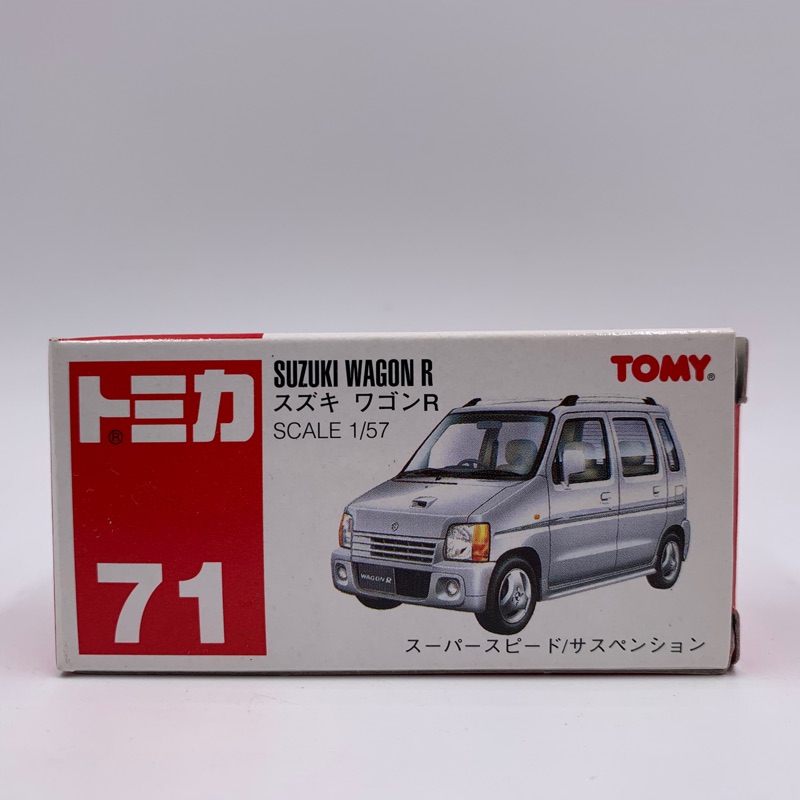 トミカ®
71
SUZUKI WAGON R
スズキ ワゴンR
SCALE 1/57
TOMY®
WAGON R
スーパースピード/サスペンション